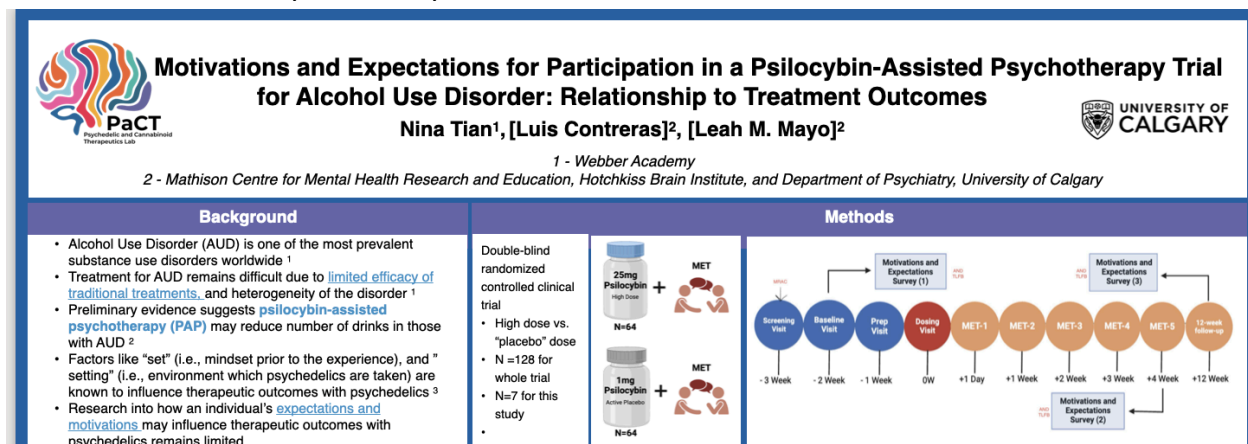 Motivations and Expectations for Participation in a Psilocybin-Assisted Psychotherapy Trial
for Alcohol Use Disorder: Relationship to Treatment Outcomes
PaCT
Psychedelic and Cannabinoid
Therapeutics Lab
UNIVERSITY OF
CALGARY
Nina Tian¹, [Luis Contreras]², [Leah M. Mayo]²
1 - Webber Academy
2 - Mathison Centre for Mental Health Research and Education, Hotchkiss Brain Institute, and Department of Psychiatry, University of Calgary
Background
• Alcohol Use Disorder (AUD) is one of the most prevalent
substance use disorders worldwide ¹
• Treatment for AUD remains difficult due to limited efficacy of
traditional treatments, and heterogeneity of the disorder ¹
• Preliminary evidence suggests psilocybin-assisted
psychotherapy (PAP) may reduce number of drinks in those
with AUD ²
• Factors like “set” (i.e., mindset prior to the experience), and ”
setting” (i.e., environment which psychedelics are taken) are
known to influence therapeutic outcomes with psychedelics ³
• Research into how an individual’s expectations and
motivations may influence therapeutic outcomes with
psychedelics remains limited
Methods
Double-blind
randomized
controlled clinical
trial
• High dose vs.
“placebo” dose
• N =128 for
whole trial
• N=7 for this
study
•
25mg
Psilocybin
High Dose
N=64
+
MET
1mg
Psilocybin
Active Placebo
N=64
+
MET
Motivations and
Expectations
Survey (1)
AND
TLFB
AND
TLFB
Motivations and
Expectations
Survey (3)
Screening
Visit
Baseline
Visit
Prep
Visit
Dosing
Visit
MET-1
MET-2
MET-3
MET-4
MET-5
12-week
follow-up
- 3 Week
- 2 Week
- 1 Week
0W
+1 Day
+1 Week
+2 Week
+3 Week
+4 Week
+12 Week
AND
TLFB
Motivations and
Expectations
Survey (2)